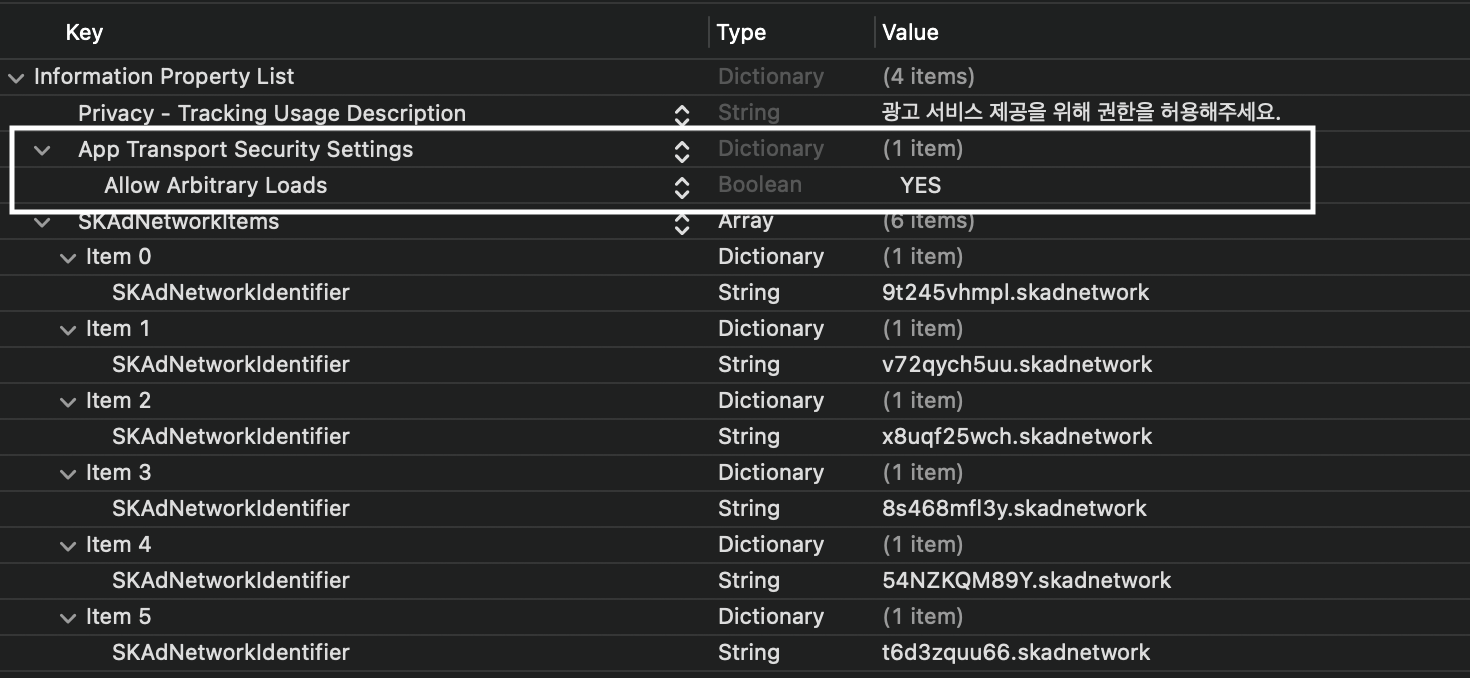 Key Type Value
Information Property List Dictionary (4 items)
Privacy - Tracking Usage Description String 광고 서비스 제공을 위해 권한을 허용해주세요.
App Transport Security Settings Dictionary (1 item)
Allow Arbitrary Loads Boolean YES
SKAdNetworkItems Array (6 items)
Item 0 Dictionary (1 item)
SKAdNetworkIdentifier String 9t245vhmpl.skadnetwork
Item 1 Dictionary (1 item)
SKAdNetworkIdentifier String v72qych5uu.skadnetwork
Item 2 Dictionary (1 item)
SKAdNetworkIdentifier String x8uqf25wch.skadnetwork
Item 3 Dictionary (1 item)
SKAdNetworkIdentifier String 8s468mfl3y.skadnetwork
Item 4 Dictionary (1 item)
SKAdNetworkIdentifier String 54NZKQM89Y.skadnetwork
Item 5 Dictionary (1 item)
SKAdNetworkIdentifier String t6d3zquu66.skadnetwork